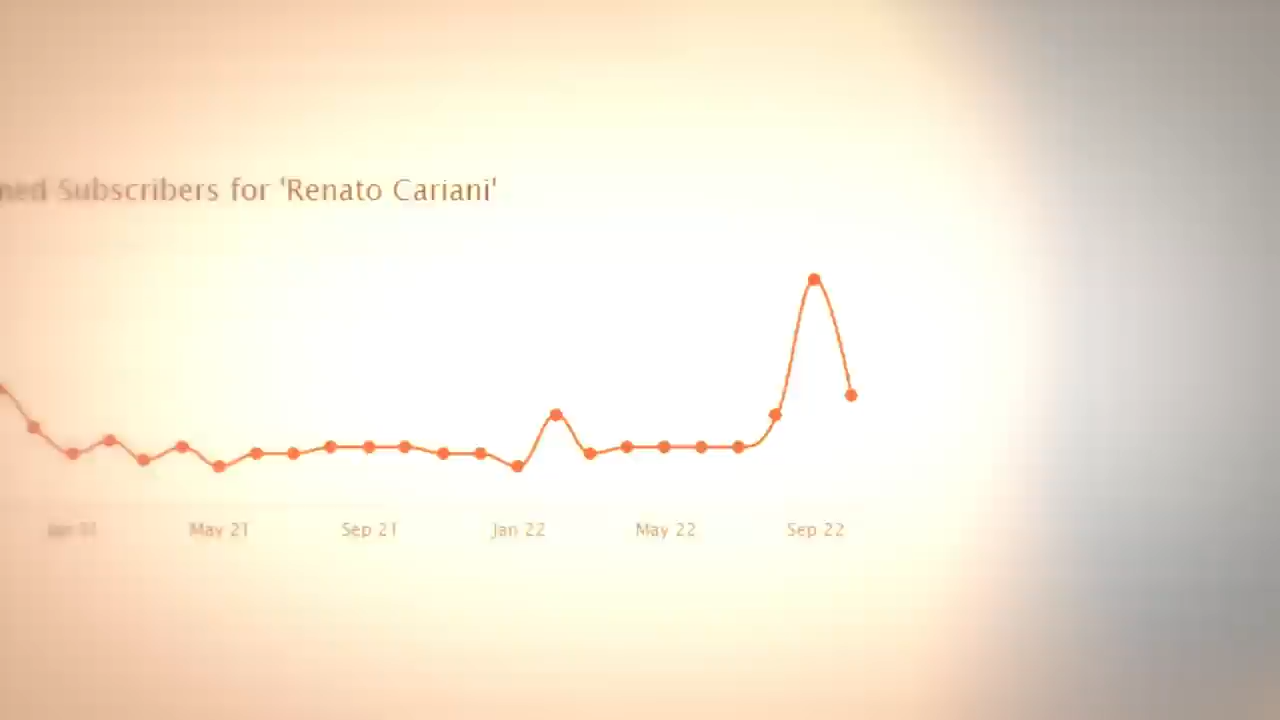 Subscribers for 'Renato Cariani'
May 21
Sep 21
Jan 22
May 22
Sep 22